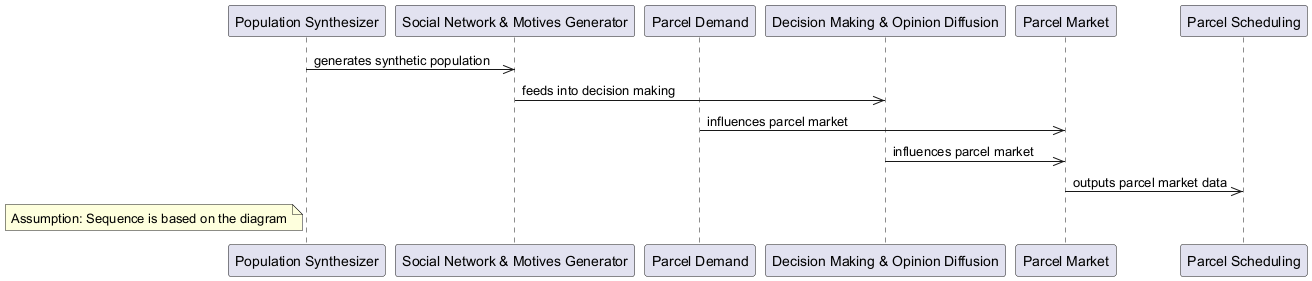 Population Synthesizer
Social Network & Motives Generator
Parcel Demand
Decision Making & Opinion Diffusion
Parcel Market
Parcel Scheduling
generates synthetic population
feeds into decision making
influences parcel market
influences parcel market
outputs parcel market data
Assumption: Sequence is based on the diagram
Population Synthesizer
Social Network & Motives Generator
Parcel Demand
Decision Making & Opinion Diffusion
Parcel Market
Parcel Scheduling